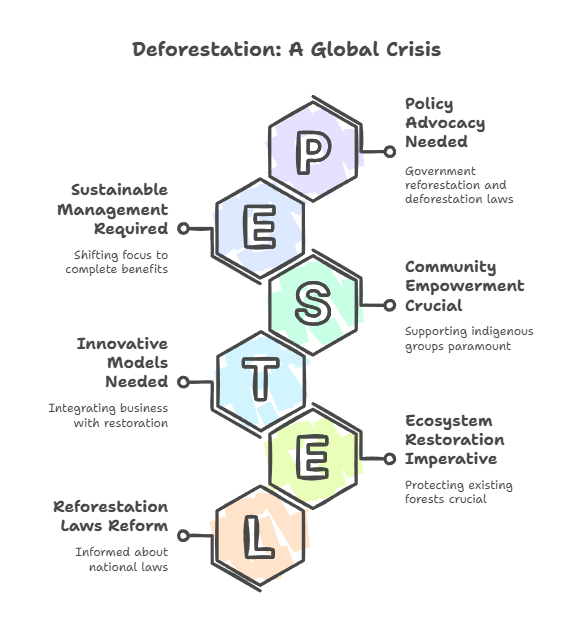 Deforestation: A Global Crisis
P
Policy
Advocacy
Needed
Government
reforestation and
deforestation laws
E
Sustainable
Management
Required
Shifting focus to
complete benefits
S
Community
Empowerment
Crucial
Supporting indigenous
groups paramount
T
Innovative
Models
Needed
Integrating business
with restoration
E
Ecosystem
Restoration
Imperative
Protecting existing
forests crucial
L
Reforestation
Laws Reform
Informed about
national laws